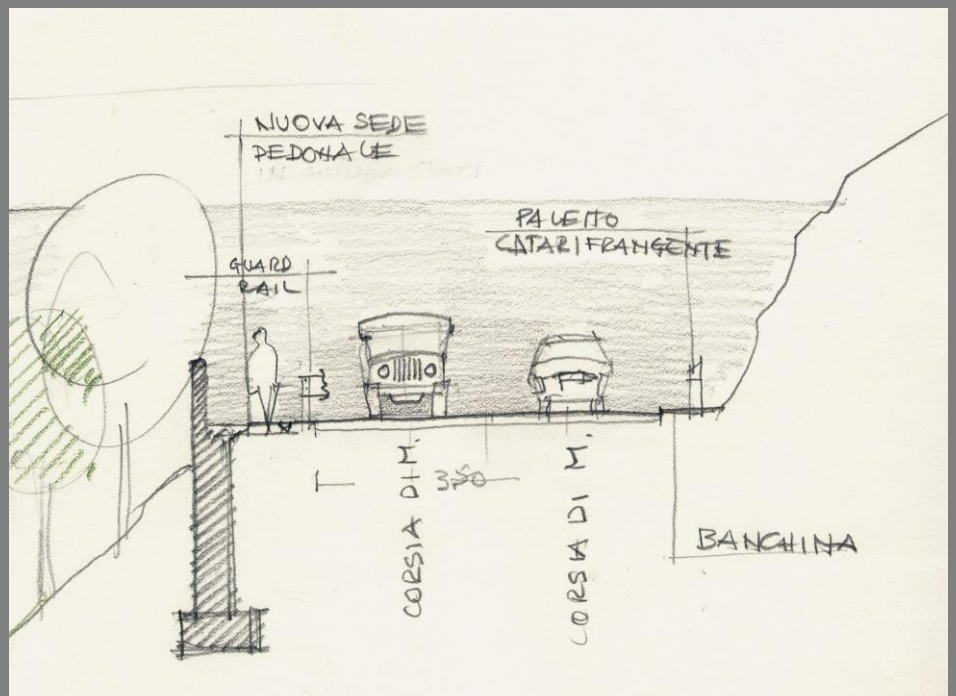 NUOVA SEDE
PEDONALE
PALETTO
CATARIFRANGENTE
GUARD
RAIL
350
CORSIA DI M.
CORSIA DI M.
BANCHINA